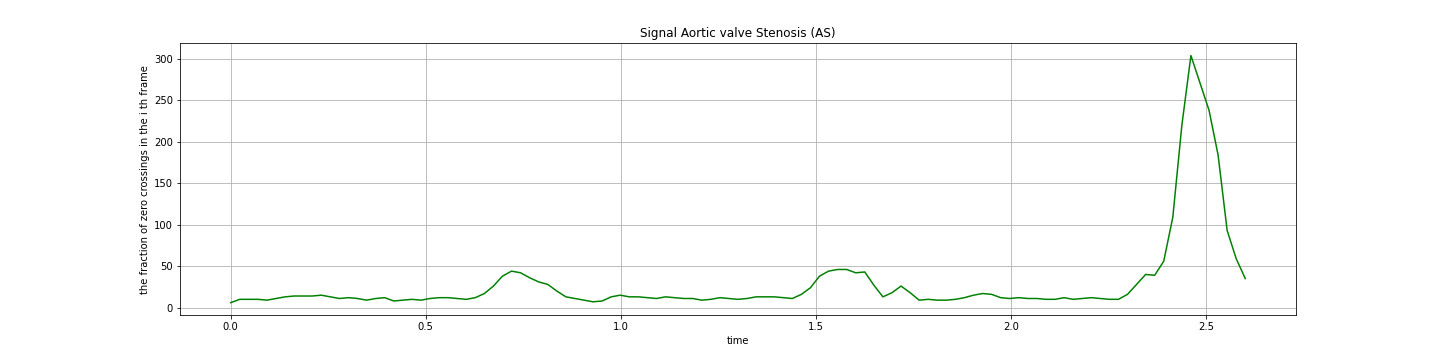 Signal Aortic valve Stenosis (AS)
the fraction of zero crossings in the i th frame
300
250
200
150
100
50
0
0.0 0.5 1.0 1.5 2.0 2.5
time